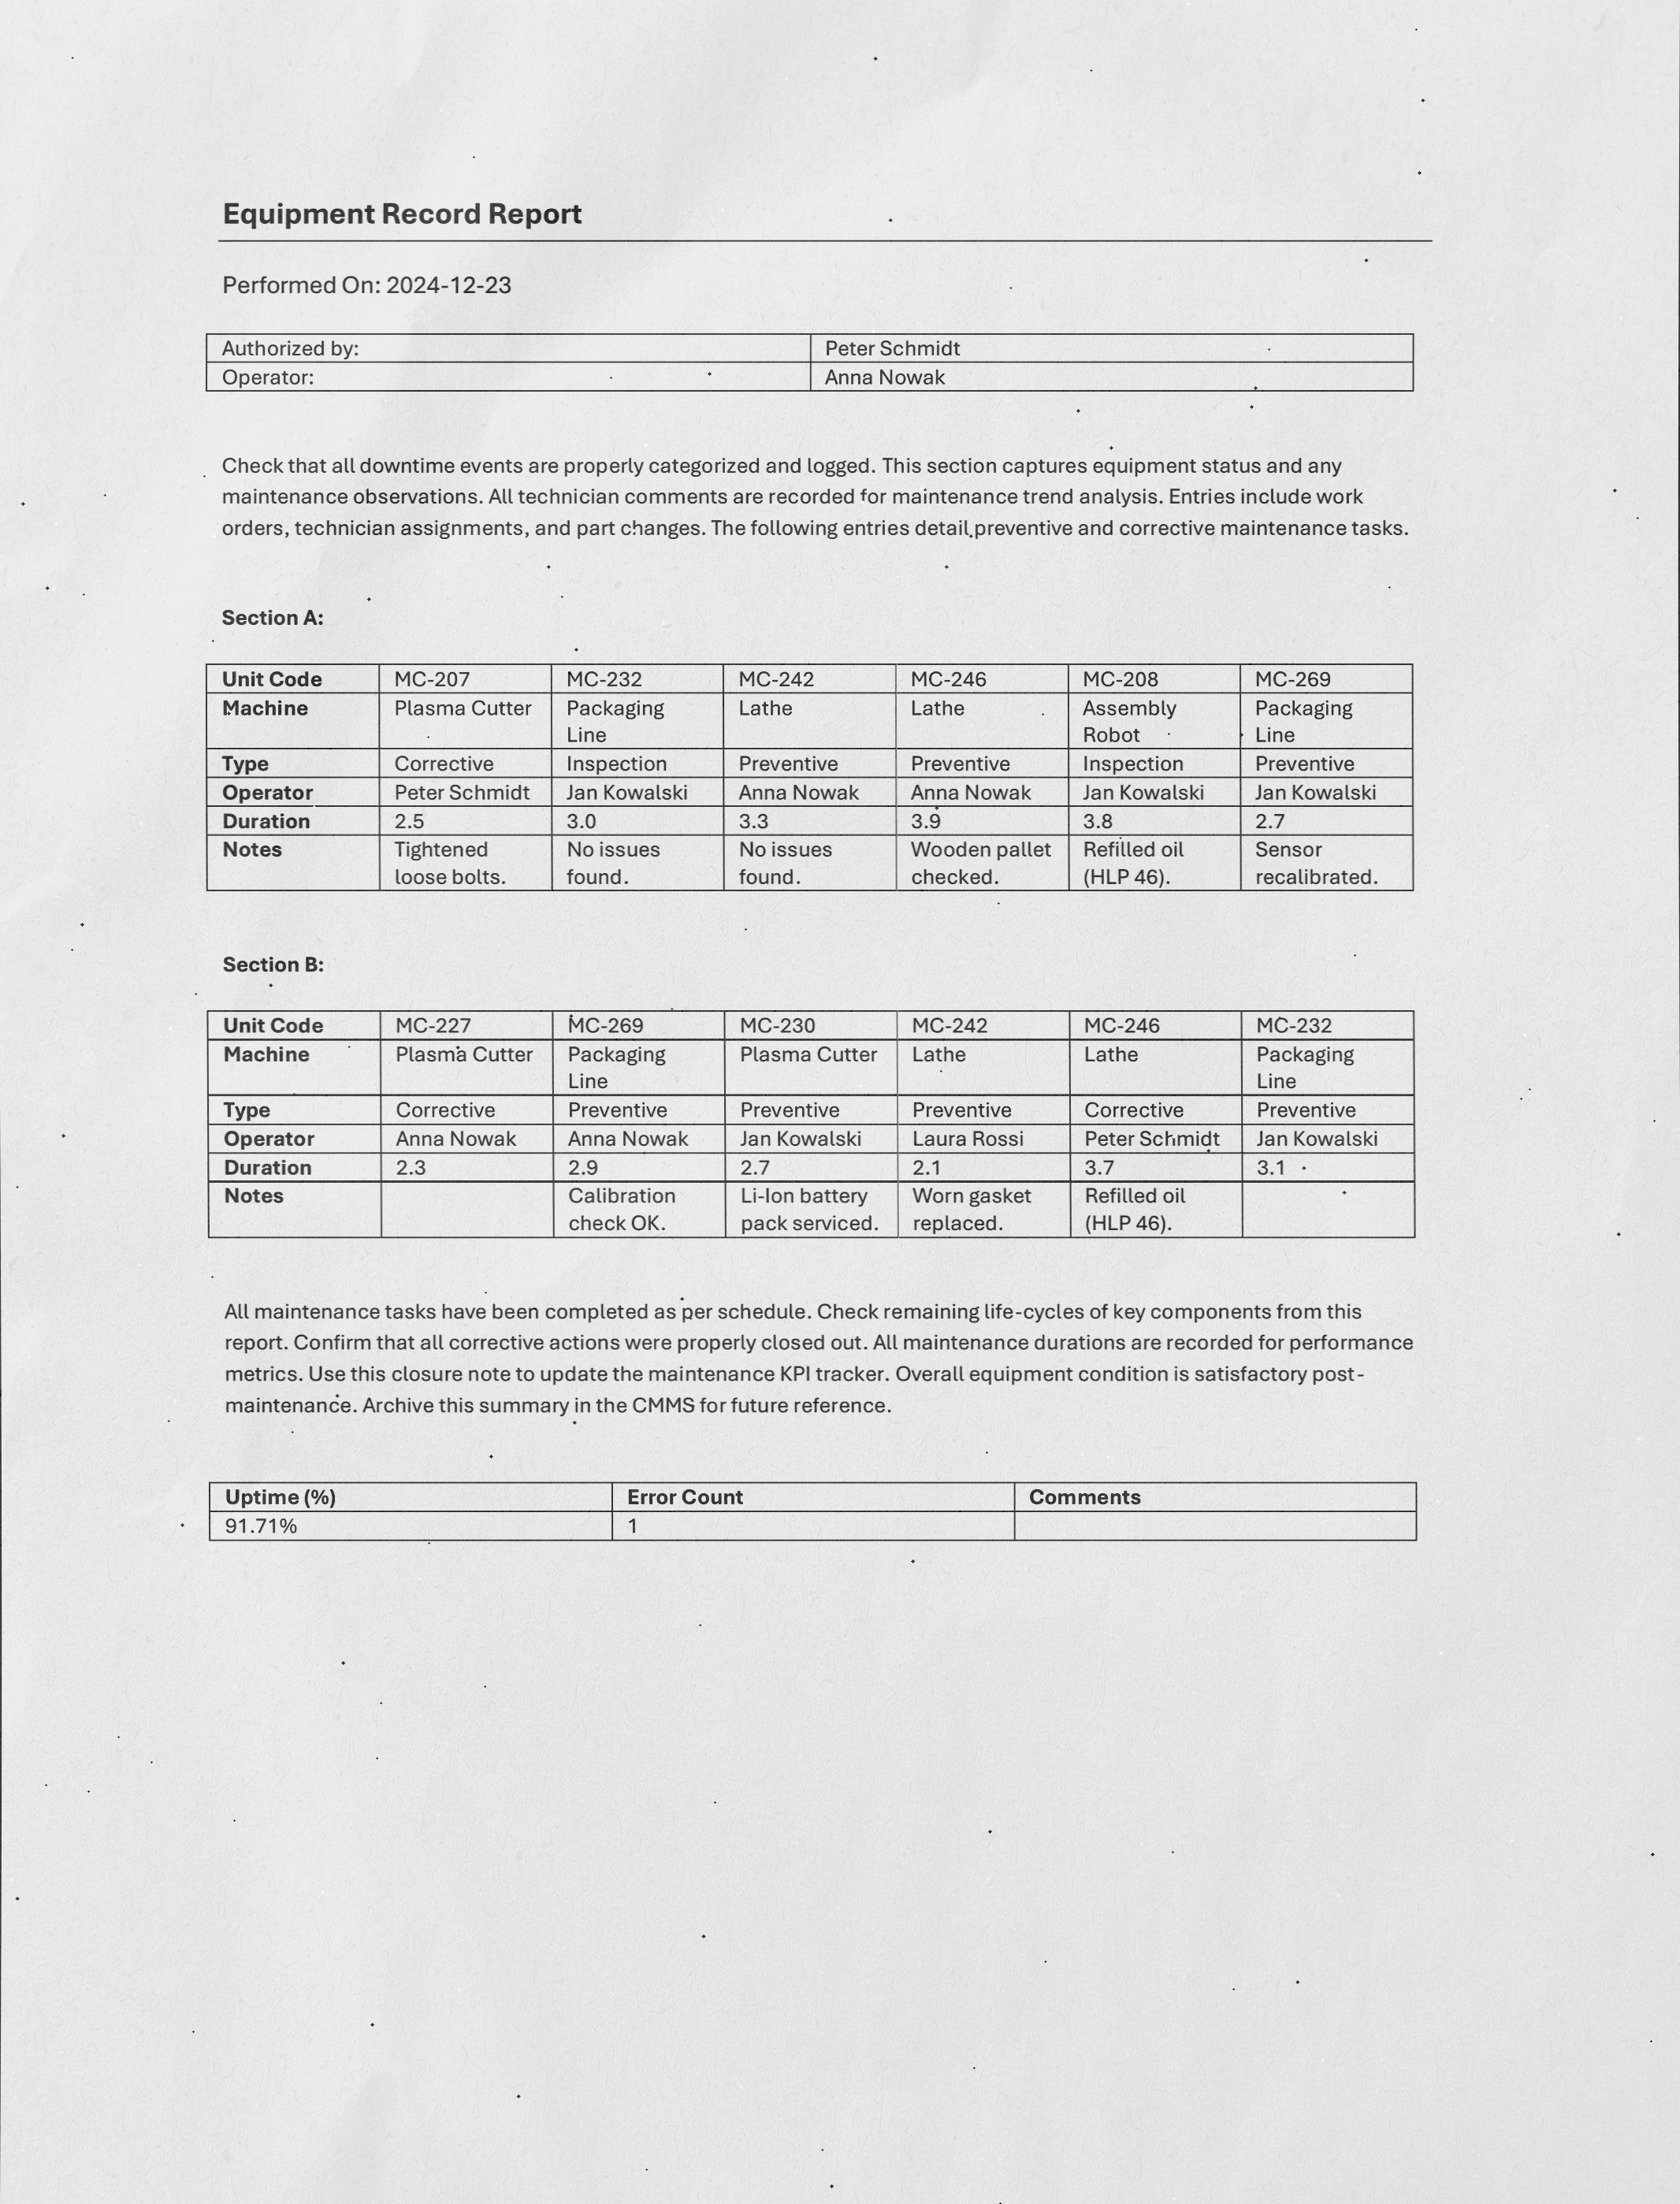 Equipment Record Report
Performed On: 2024-12-23
Authorized by: Peter Schmidt
Operator: Anna Nowak
Check that all downtime events are properly categorized and logged. This section captures equipment status and any
maintenance observations. All technician comments are recorded for maintenance trend analysis. Entries include work
orders, technician assignments, and part changes. The following entries detail preventive and corrective maintenance tasks.
Section A:
Unit Code MC-207 MC-232 MC-242 MC-246 MC-208 MC-269
Machine Plasma Cutter Packaging Lathe Lathe Assembly Packaging
Line Robot Line
Type Corrective Inspection Preventive Preventive Inspection Preventive
Operator Peter Schmidt Jan Kowalski Anna Nowak Anna Nowak Jan Kowalski Jan Kowalski
Duration 2.5 3.0 3.3 3.9 3.8 2.7
Notes Tightened No issues No issues Wooden pallet Refilled oil Sensor
loose bolts. found. found. checked. (HLP 46). recalibrated.
Section B:
Unit Code MC-227 MC-269 MC-230 MC-242 MC-246 MC-232
Machine Plasma Cutter Packaging Plasma Cutter Lathe Lathe Packaging
Line Line
Type Corrective Preventive Preventive Preventive Corrective Preventive
Operator Anna Nowak Anna Nowak Jan Kowalski Laura Rossi Peter Schmidt Jan Kowalski
Duration 2.3 2.9 2.7 2.1 3.7 3.1
Notes Calibration Li-Ion battery Worn gasket Refilled oil
check OK. pack serviced. replaced. (HLP 46).
All maintenance tasks have been completed as per schedule. Check remaining life-cycles of key components from this
report. Confirm that all corrective actions were properly closed out. All maintenance durations are recorded for performance
metrics. Use this closure note to update the maintenance KPI tracker. Overall equipment condition is satisfactory post-
maintenance. Archive this summary in the CMMS for future reference.
Uptime (%) Error Count Comments
91.71% 1